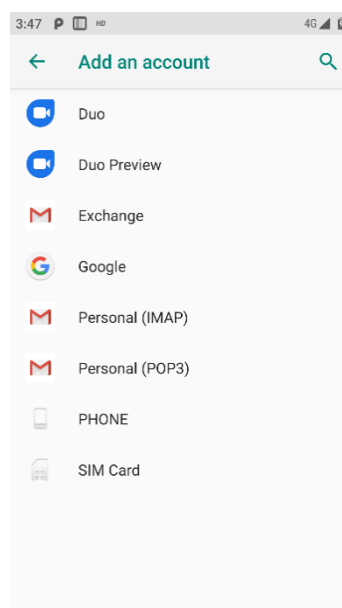 3:47 HD 4G
Add an account
Duo
Duo Preview
Exchange
Google
Personal (IMAP)
Personal (POP3)
PHONE
SIM Card